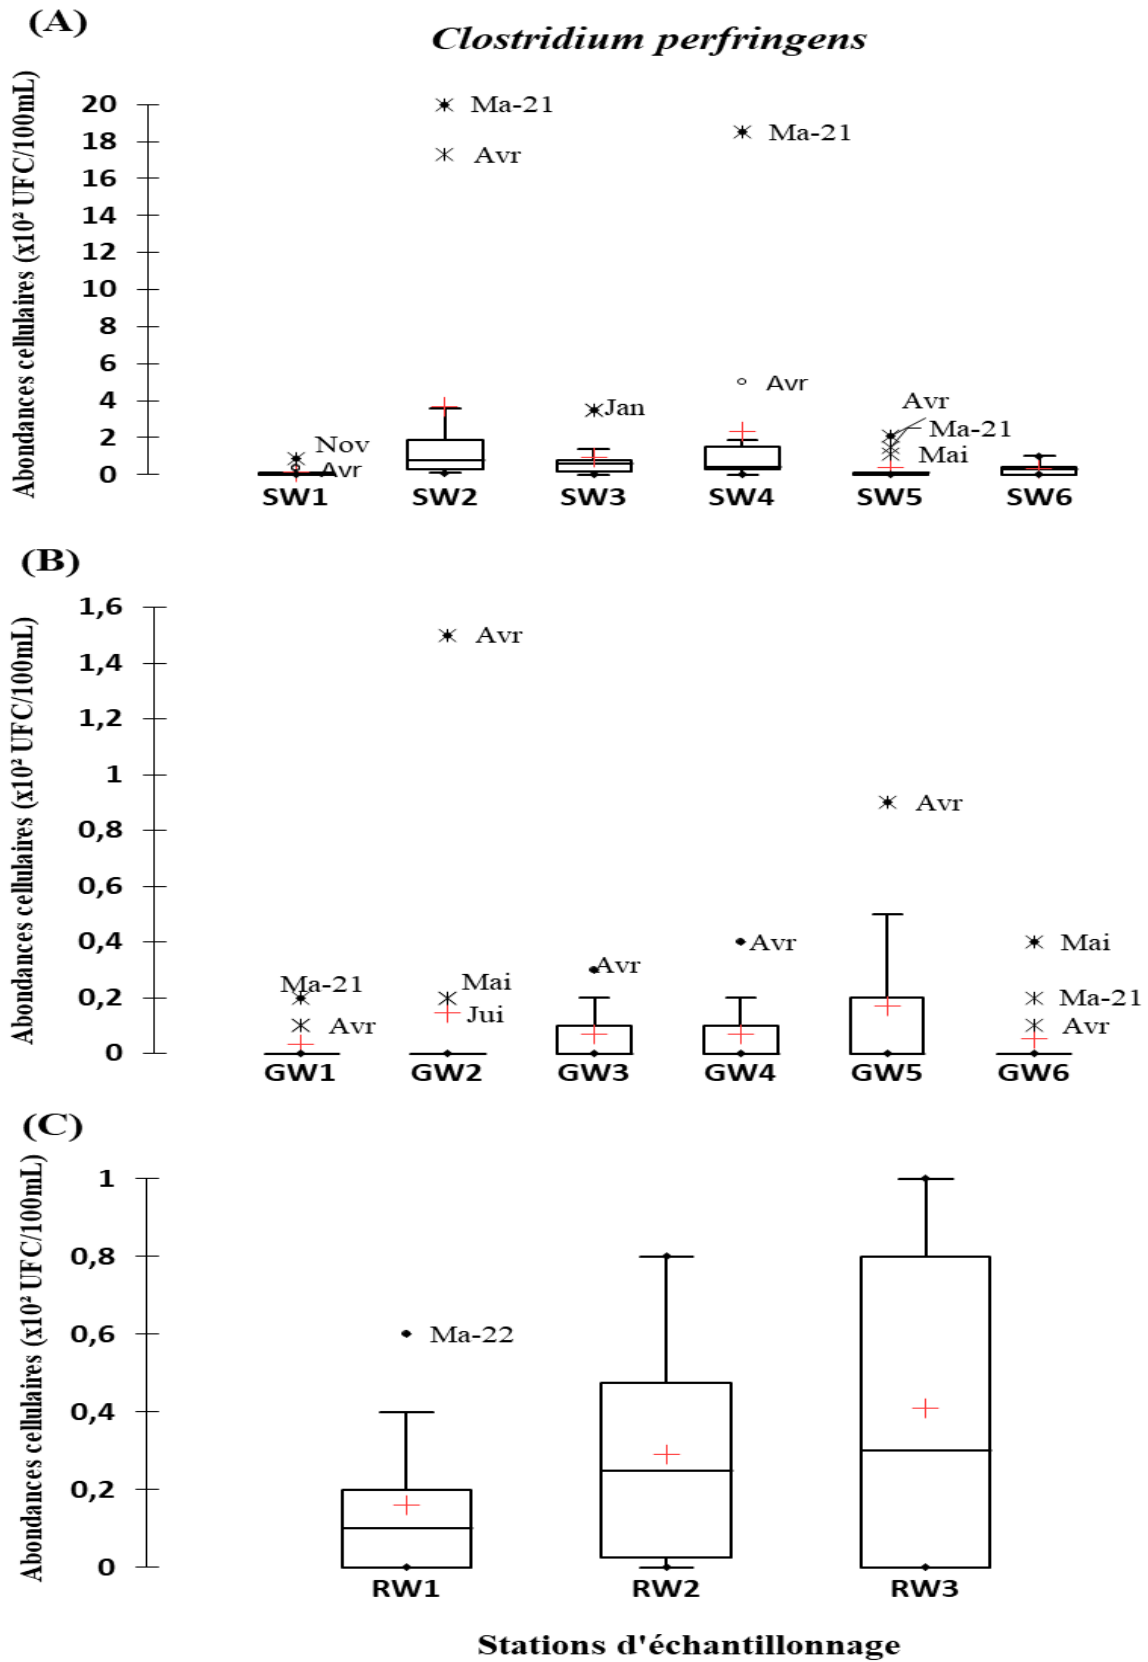 (A)
Clostridium perfringens
Abondances cellulaires (x10² UFC/100mL)
20
18
16
14
12
10
8
6
4
2
0
Ma-21
Avr
Ma-21
Avr
Jan
Nov
Avr
Avr
Ma-21
Mai
SW1 SW2 SW3 SW4 SW5 SW6
(B)
Abondances cellulaires (x10² UFC/100mL)
1,6
1,4
1,2
1
0,8
0,6
0,4
0,2
0
Avr
Avr
Ma-21
Avr
Mai
Jui
Avr
Avr
Mai
Ma-21
Avr
GW1 GW2 GW3 GW4 GW5 GW6
(C)
Abondances cellulaires (x10² UFC/100mL)
1
0,8
0,6
0,4
0,2
0
Ma-22
RW1 RW2 RW3
Stations d'échantillonnage